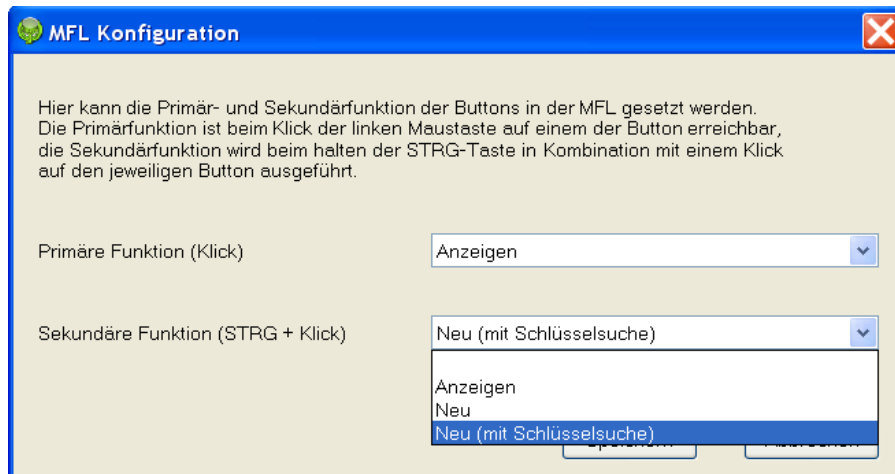 MFL Konfiguration
Hier kann die Primär- und Sekundärfunktion der Buttons in der MFL gesetzt werden.
Die Primärfunktion ist beim Klick der linken Maustaste auf einem der Button erreichbar,
die Sekundärfunktion wird beim halten der STRG-Taste in Kombination mit einem Klick
auf den jeweiligen Button ausgeführt.
Primäre Funktion (Klick) Anzeigen
Sekundäre Funktion (STRG + Klick) Neu (mit Schlüsselsuche)
Anzeigen
Neu
Neu (mit Schlüsselsuche)